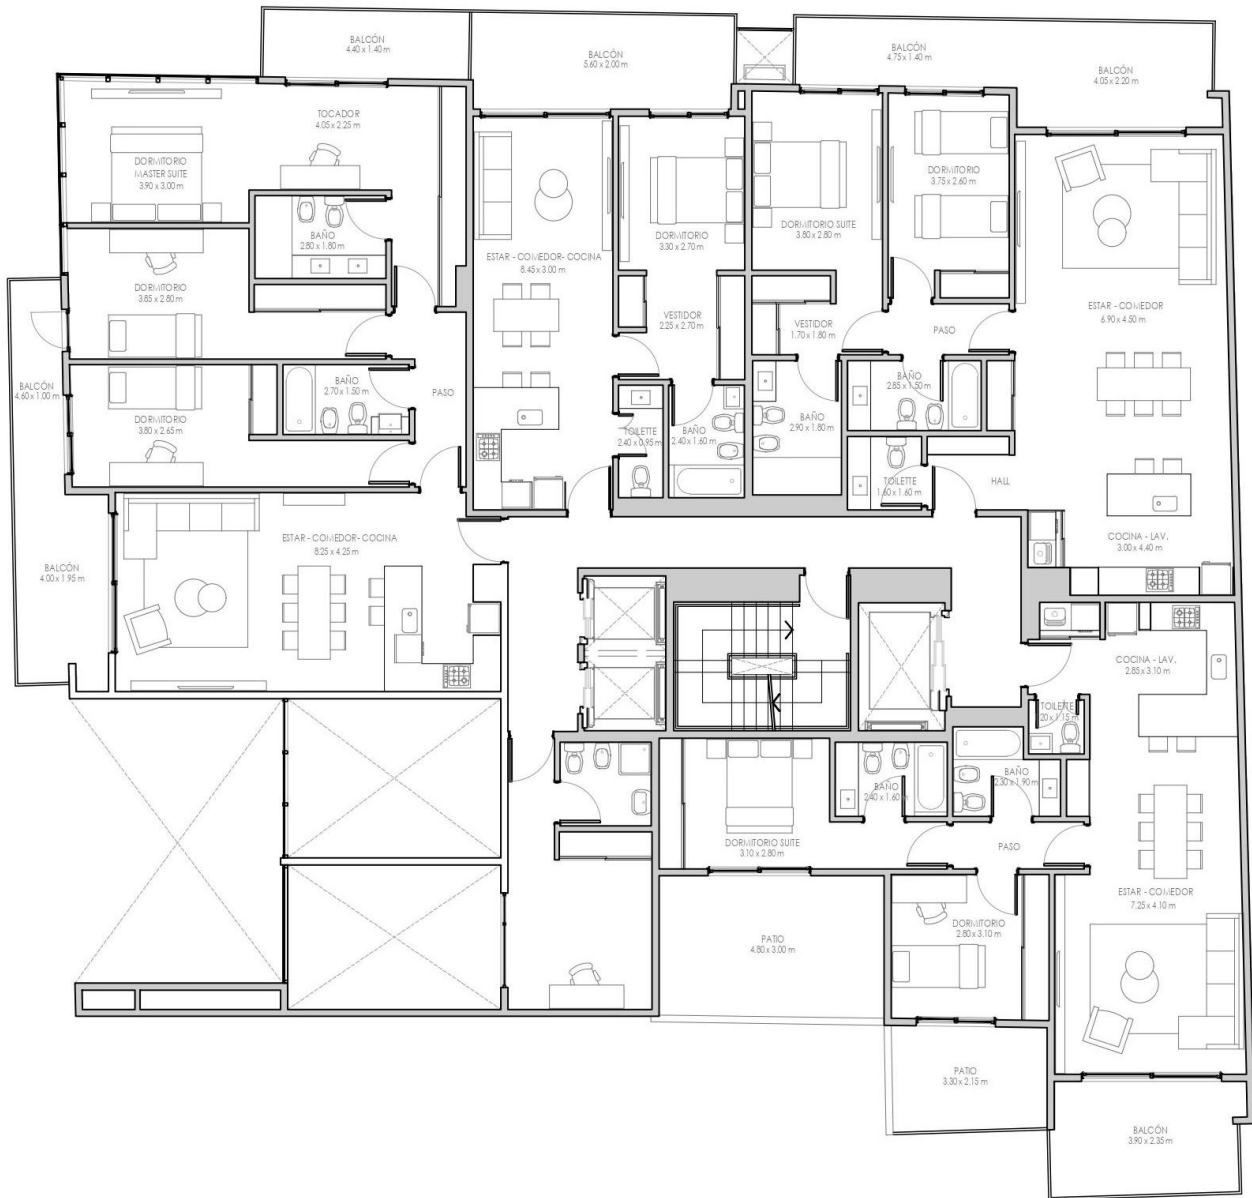 BALCÓN
4.40 x 1.40 m
BALCÓN
5.60 x 2.00 m
BALCÓN
4.75 x 1.40 m
BALCÓN
4.05 x 2.20 m
TOCADOR
4.05 x 2.25 m
DORMITORIO
MASTER SUITE
3.90 x 3.00 m
BAÑO
2.80 x 1.80 m
ESTAR - COMEDOR- COCINA
8.45 x 3.00 m
DORMITORIO
3.30 x 2.70 m
DORMITORIO SUITE
3.80 x 2.80 m
DORMITORIO
3.75 x 2.60 m
ESTAR - COMEDOR
6.90 x 4.50 m
DORMITORIO
3.85 x 2.80 m
VESTIDOR
2.25 x 2.70 m
VESTIDOR
1.70 x 1.80 m
PASO
BALCÓN
4.60 x 1.00 m
BAÑO
2.70 x 1.50 m
PASO
BAÑO
2.85 x 1.50 m
DORMITORIO
3.80 x 2.65 m
TOILETTE
2.40 x 0.95 m
BAÑO
2.40 x 1.60 m
BAÑO
2.90 x 1.80 m
TOILETTE
1.60 x 1.60 m
HALL
ESTAR - COMEDOR- COCINA
8.25 x 4.25 m
COCINA - LAV.
3.00 x 4.40 m
BALCÓN
4.00 x 1.95 m
COCINA - LAV.
2.85 x 3.10 m
TOILETTE
20 x 1.15 m
BAÑO
2.30 x 1.90 m
BAÑO
2.40 x 1.60
DORMITORIO SUITE
3.10 x 2.80 m
PASO
ESTAR - COMEDOR
7.25 x 4.10 m
DORMITORIO
2.80 x 3.10 m
PATIO
4.80 x 3.00 m
PATIO
3.30 x 2.15 m
BALCÓN
3.90 x 2.35 m